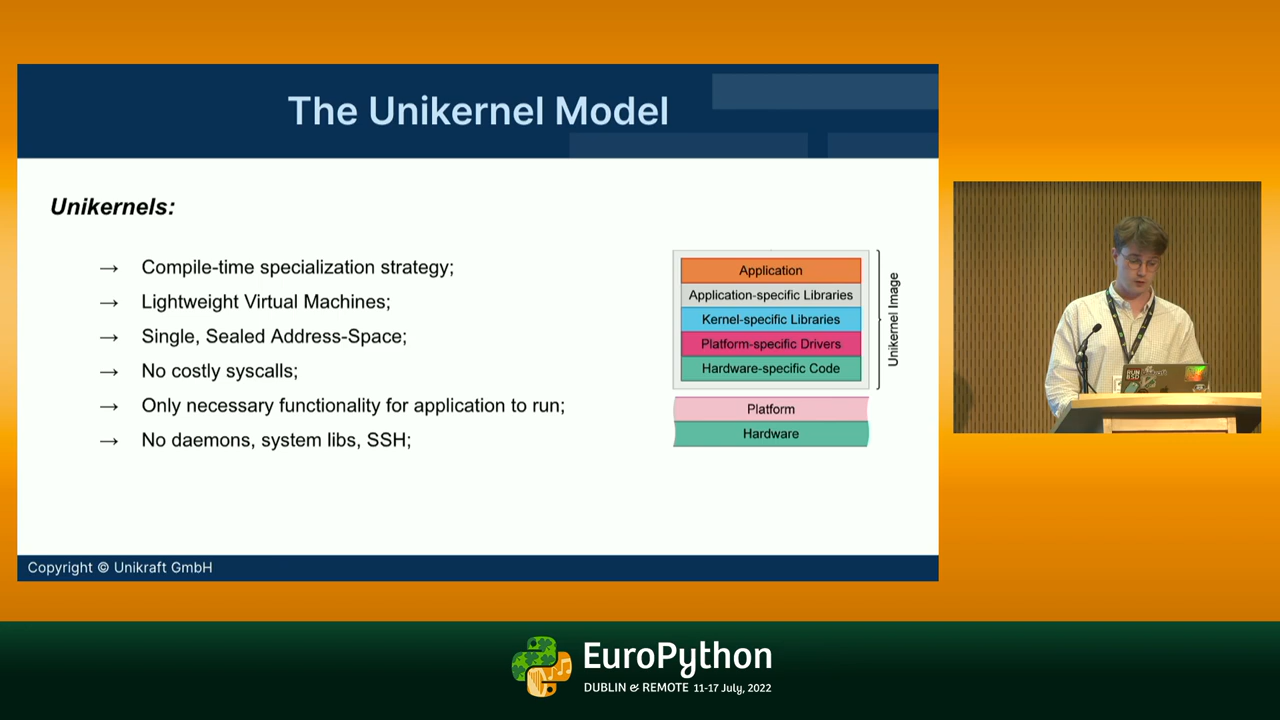 The Unikernel Model
Unikernels:
→ Compile-time specialization strategy;
→ Lightweight Virtual Machines;
→ Single, Sealed Address-Space;
→ No costly syscalls;
→ Only necessary functionality for application to run;
→ No daemons, system libs, SSH;
Application
Application-specific Libraries
Kernel-specific Libraries
Platform-specific Drivers
Hardware-specific Code
Unikernel Image
Platform
Hardware
Copyright © Unikraft GmbH
EuroPython
DUBLIN & REMOTE 11-17 July, 2022